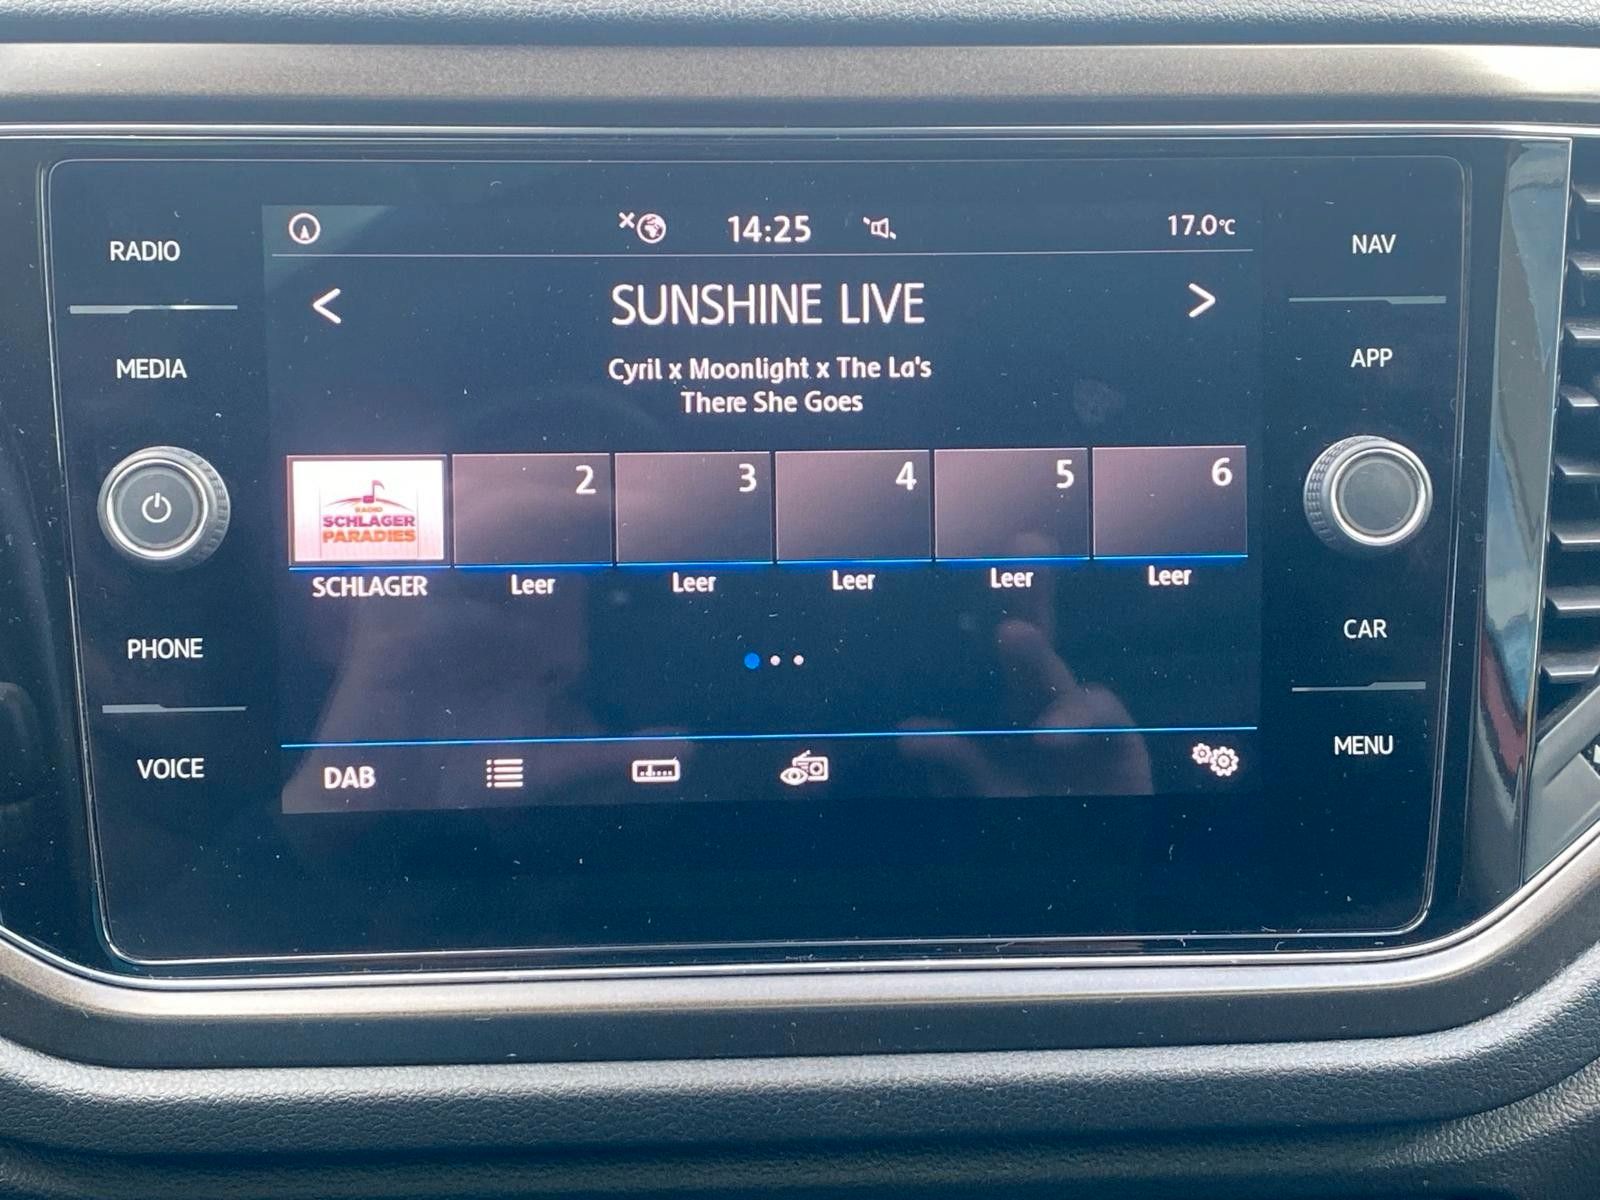 RADIO
MEDIA
PHONE
VOICE
14:25
17.0°C
< SUNSHINE LIVE >
Cyril x Moonlight x The La's
There She Goes
RADIO
SCHLAGER
PARADIES
2
3
4
5
6
SCHLAGER
Leer
Leer
Leer
Leer
Leer
DAB
NAV
APP
CAR
MENU